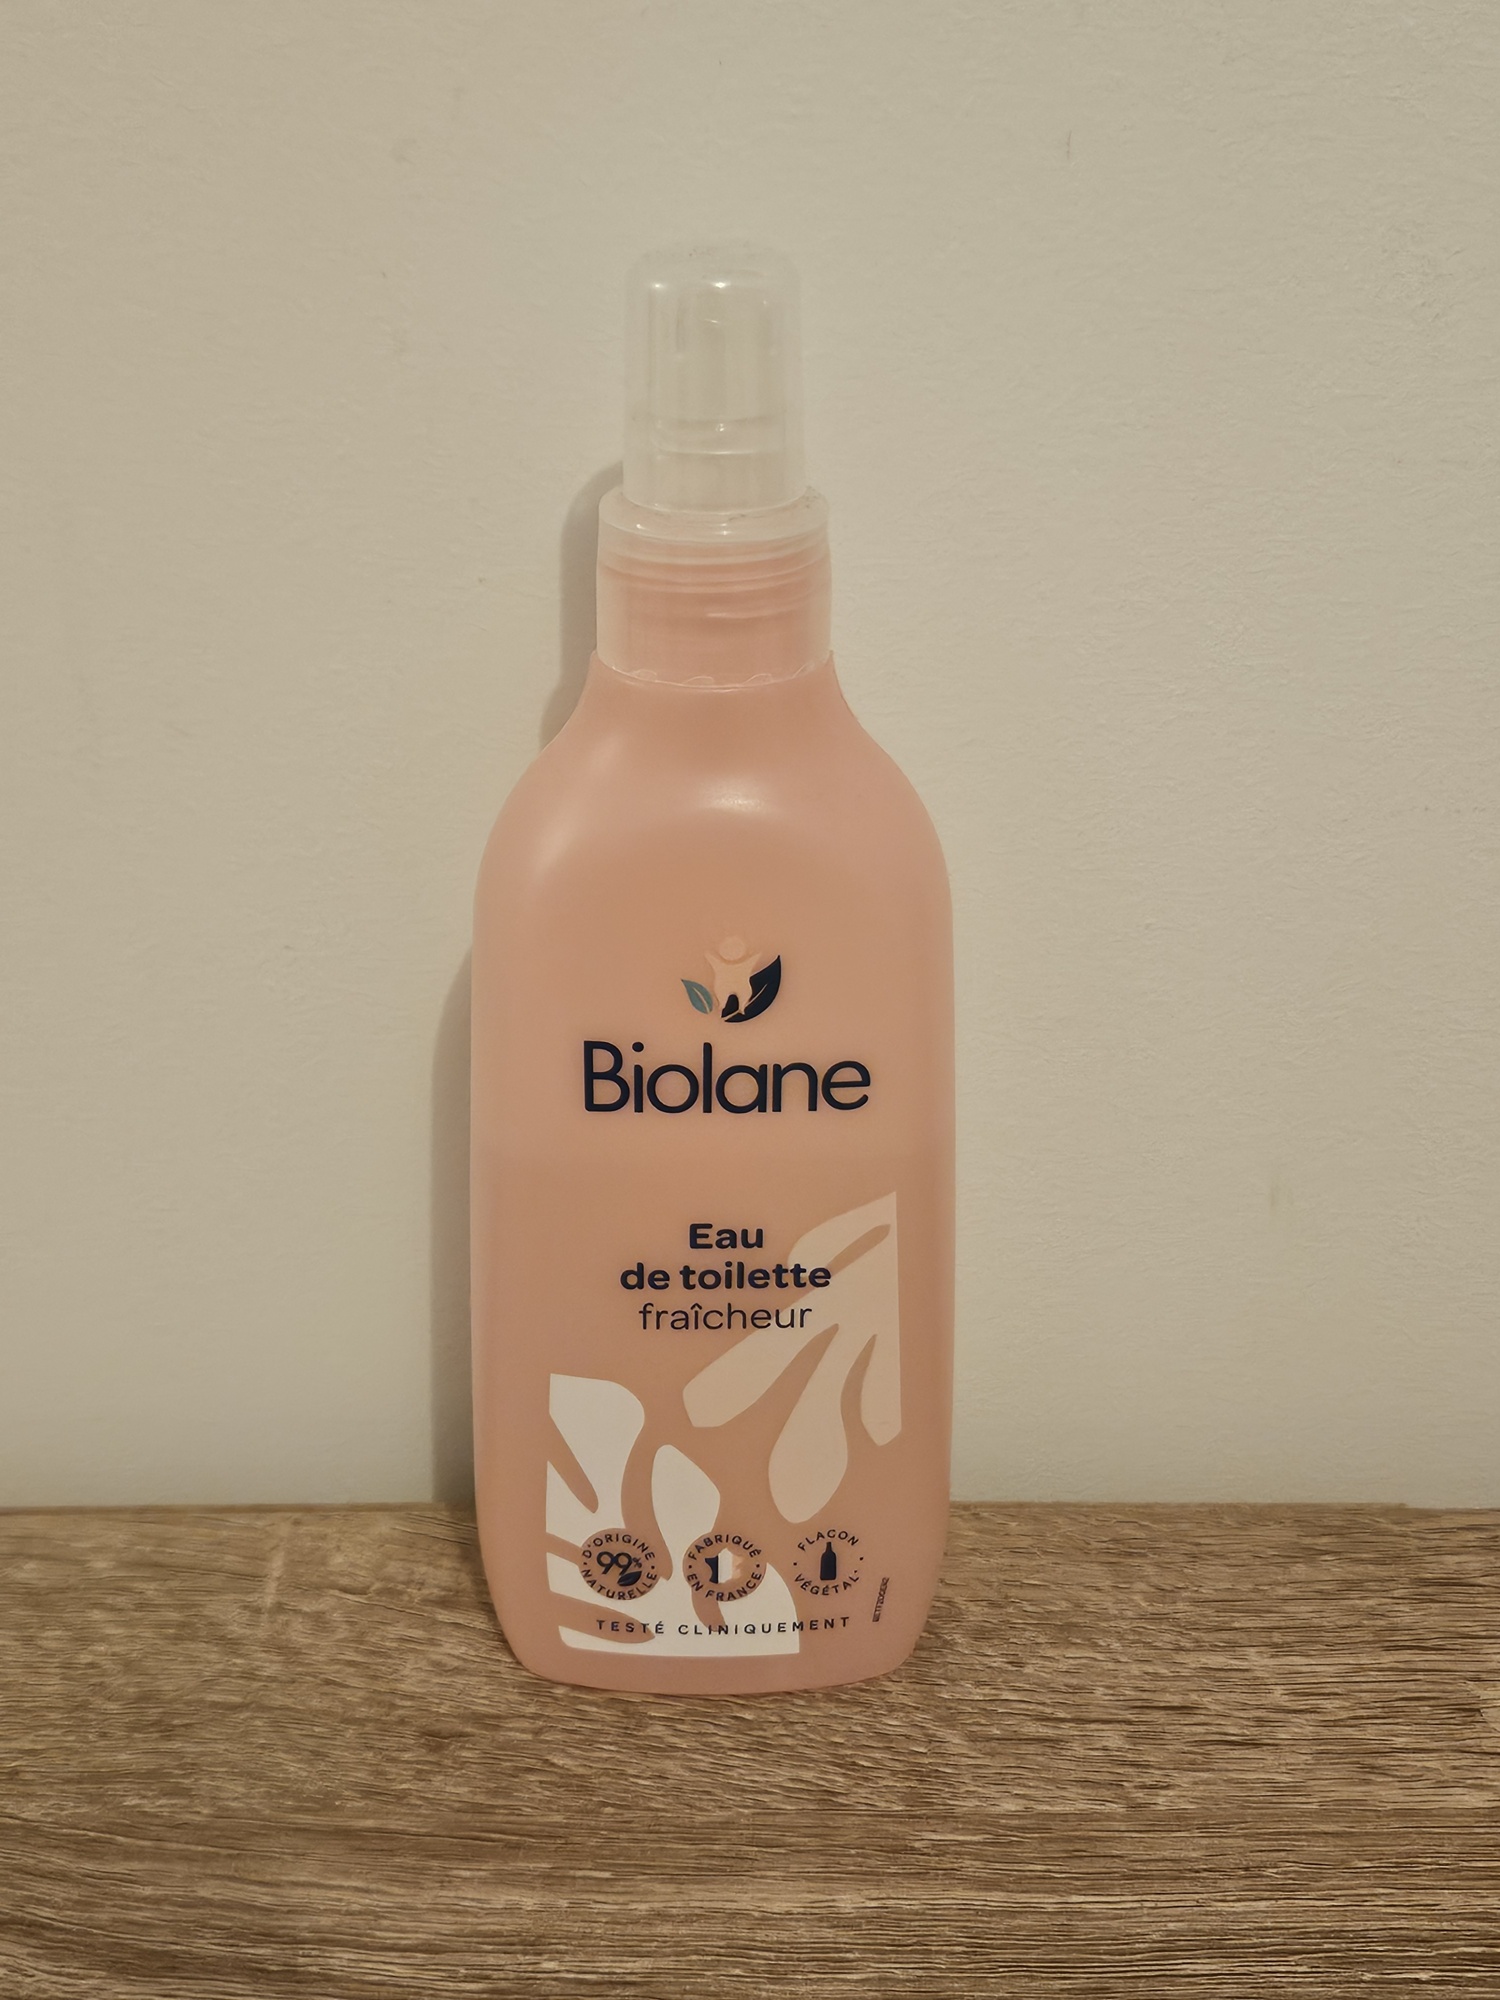 Biolane
Eau
de toilette
fraîcheur
D'ORIGINE
99%
NATURELLE
FABRIQUÉ
EN FRANCE
FLACON
VÉGÉTAL
TESTÉ CLINIQUEMENT